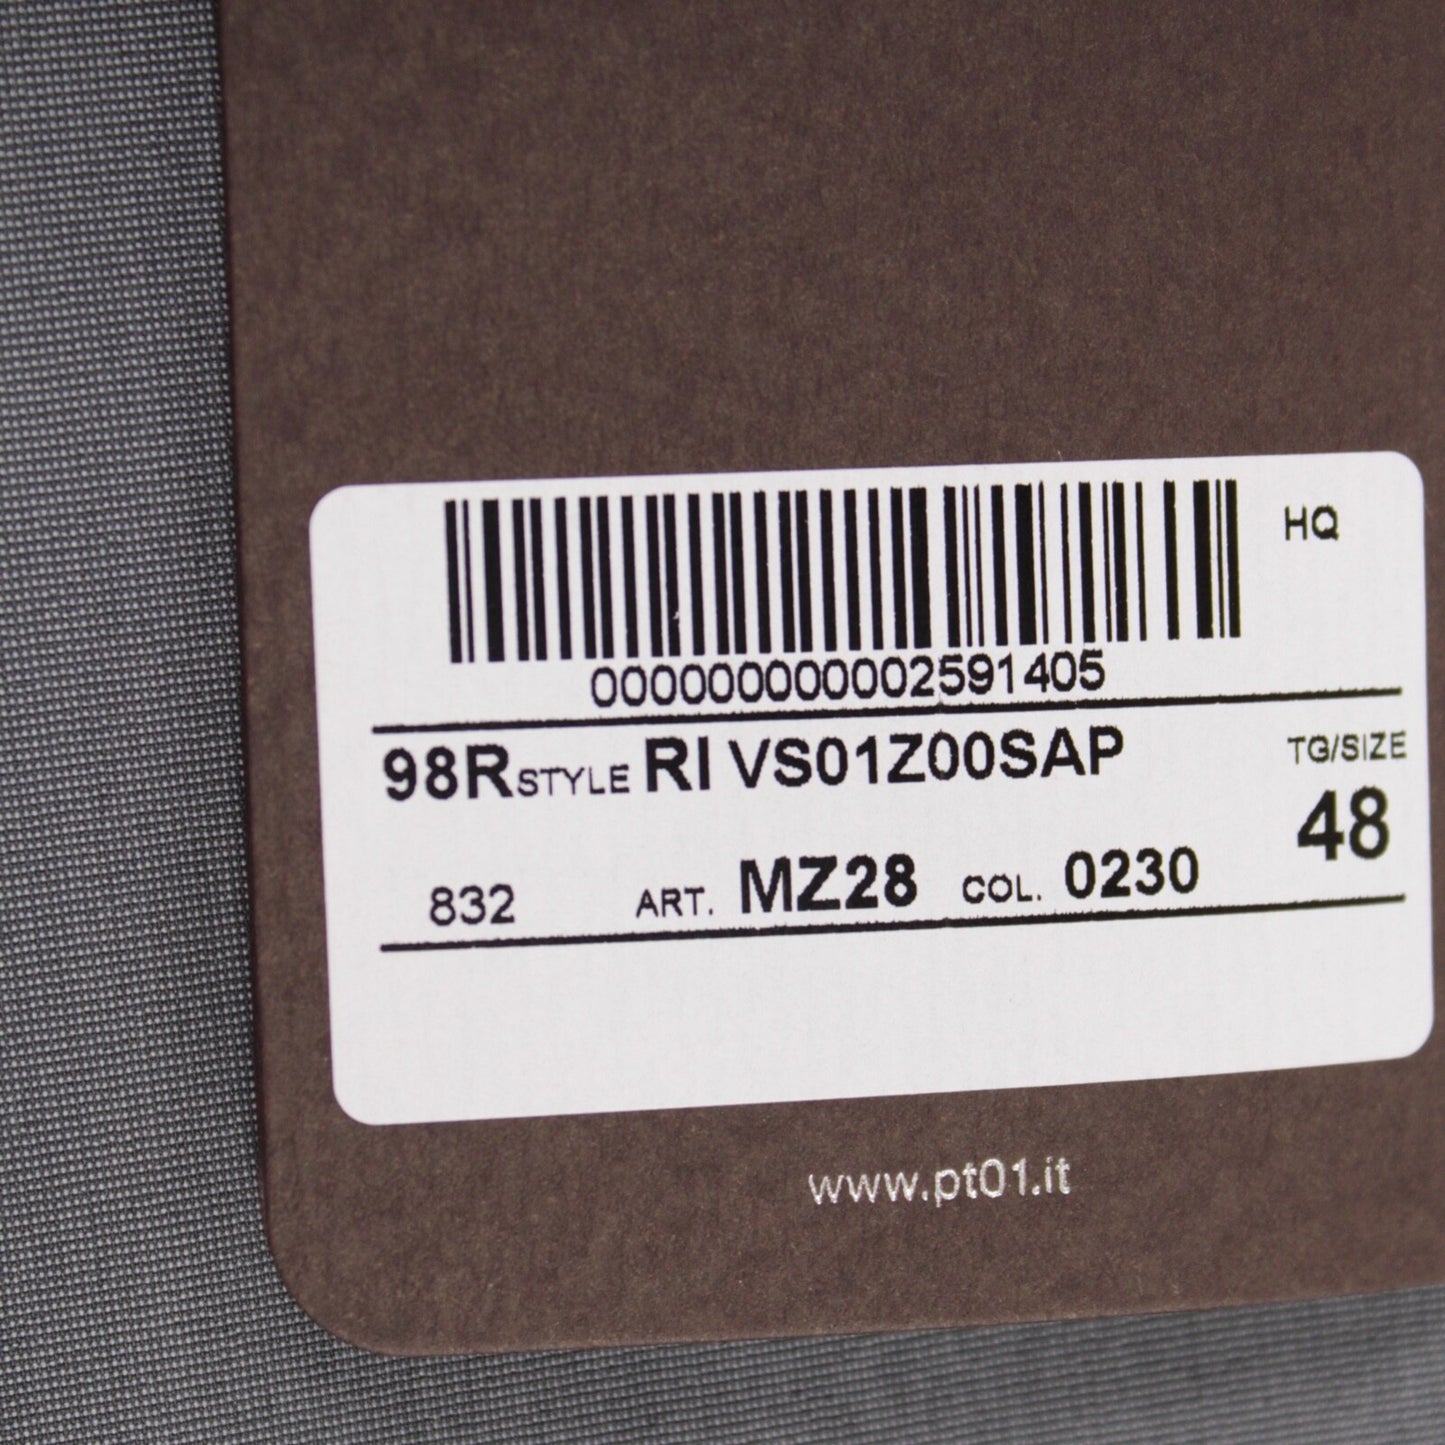 HQ
0000000000002591405
98R STYLE RI VS01Z00SAP TG/SIZE
48
832 ART. MZ28 COL. 0230
www.pt01.it